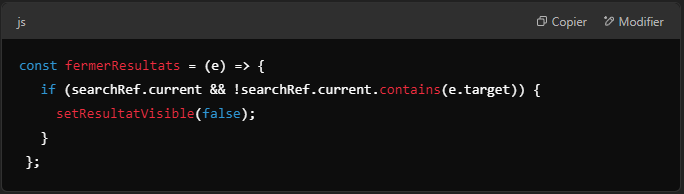 js
Copier
Modifier
const fermerResultats = (e) => {
if (searchRef.current && !searchRef.current.contains(e.target)) {
setResultatVisible(false);
}
};